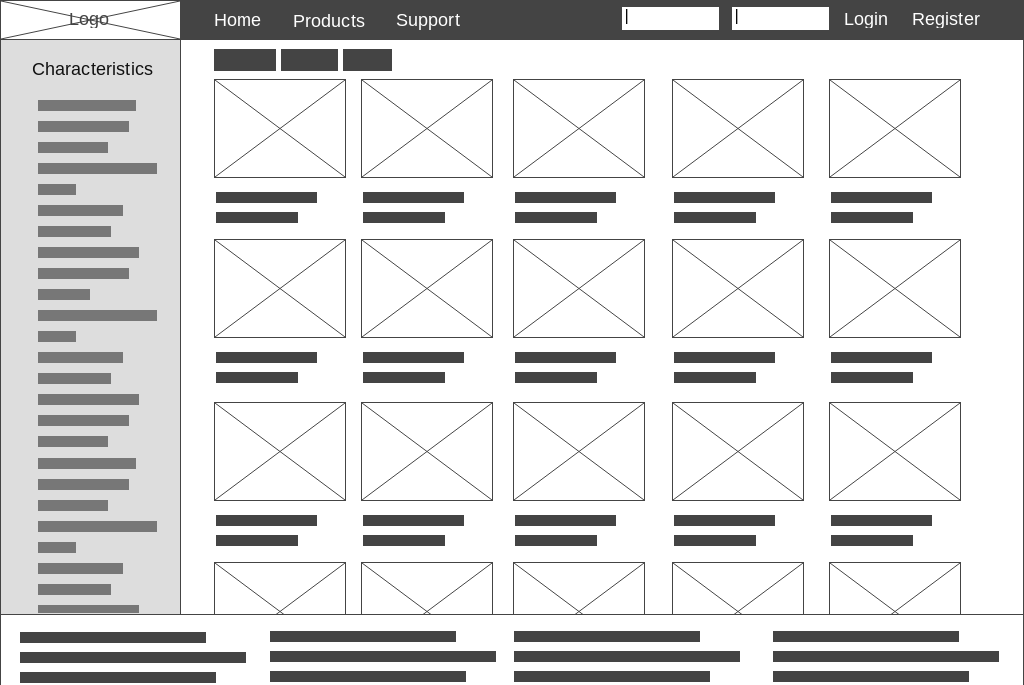 Logo
Home Products Support Login Register
Characteristics